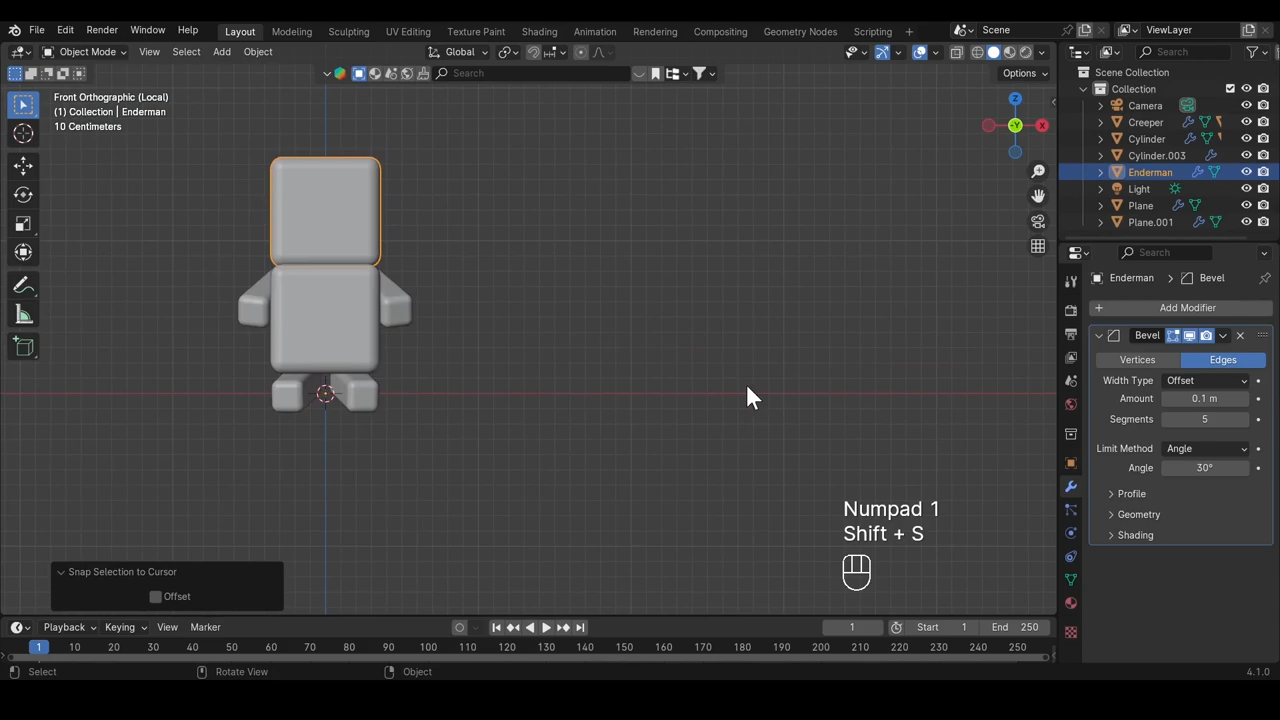 File Edit Render Window Help Layout Modeling Sculpting UV Editing Texture Paint Shading Animation Rendering Compositing Geometry Nodes Scripting + Scene ViewLayer
Object Mode View Select Add Object Global Search
Search Options
Front Orthographic (Local)
(1) Collection | Enderman
10 Centimeters
Z
-Y
X
Scene Collection
Collection
Camera
Creeper
Cylinder
Cylinder.003
Enderman
Light
Plane
Plane.001
Search
Enderman > Bevel
+ Add Modifier
Bevel
Vertices Edges
Width Type Offset
Amount 0.1 m
Segments 5
Limit Method Angle
Angle 30°
Profile
Geometry
Shading
Numpad 1
Shift + S
Snap Selection to Cursor
Offset
Playback Keying View Marker 1 Start 1 End 250
1 10 20 30 40 50 60 70 80 90 100 110 120 130 140 150 160 170 180 190 200 210 220 230 240 250
Select Rotate View Object 4.1.0